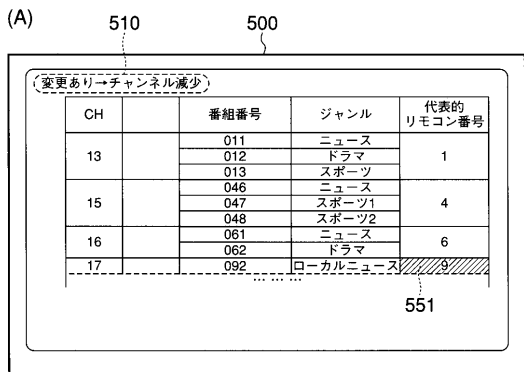 (A)
510
500
変更あり→チャンネル減少
CH 番組番号 ジャンル 代表的
リモコン番号
011 ニュース
13 012 ドラマ 1
013 スポーツ
046 ニュース
15 047 スポーツ1 4
048 スポーツ2
16 061 ニュース 6
062 ドラマ
17 092 ローカルニュース 9
… … …
551